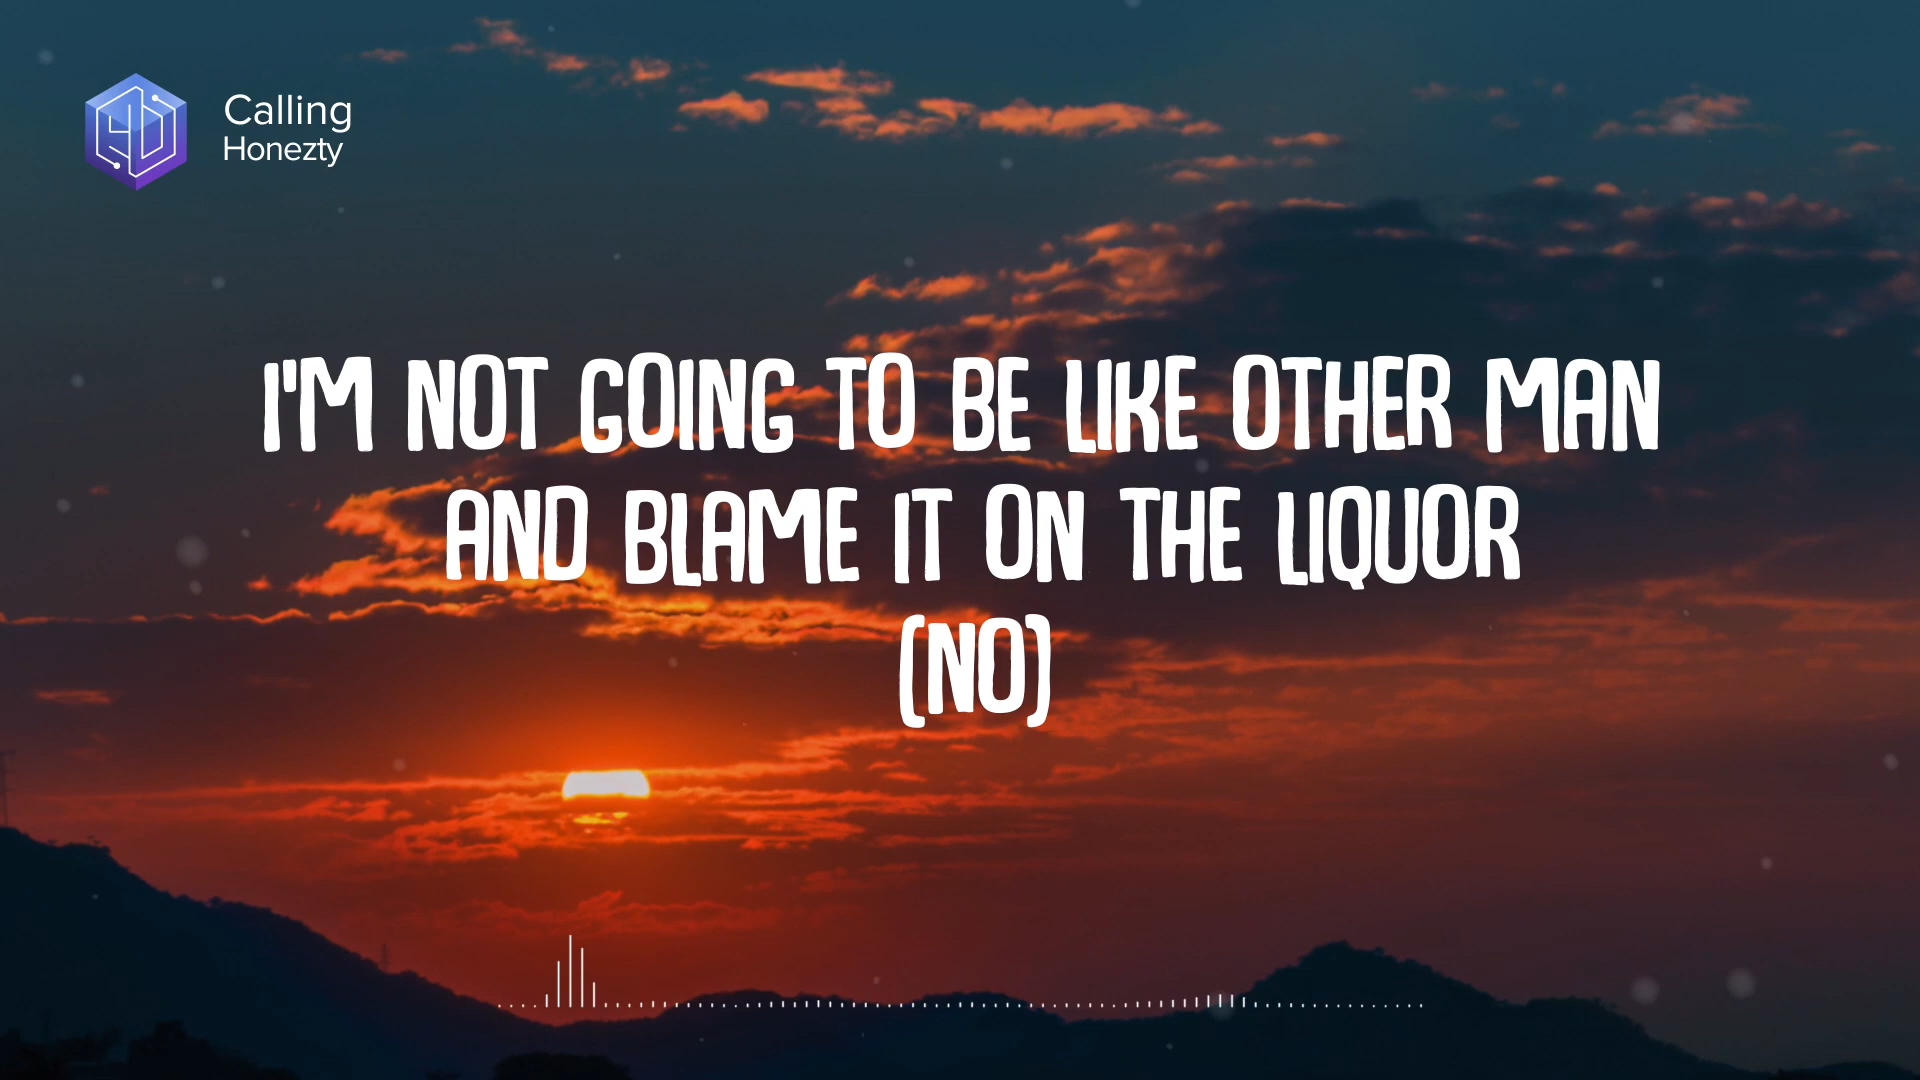 Calling
Honezty
I'M NOT GOING TO BE LIKE OTHER MAN
AND BLAME IT ON THE LIQUOR
(NO)